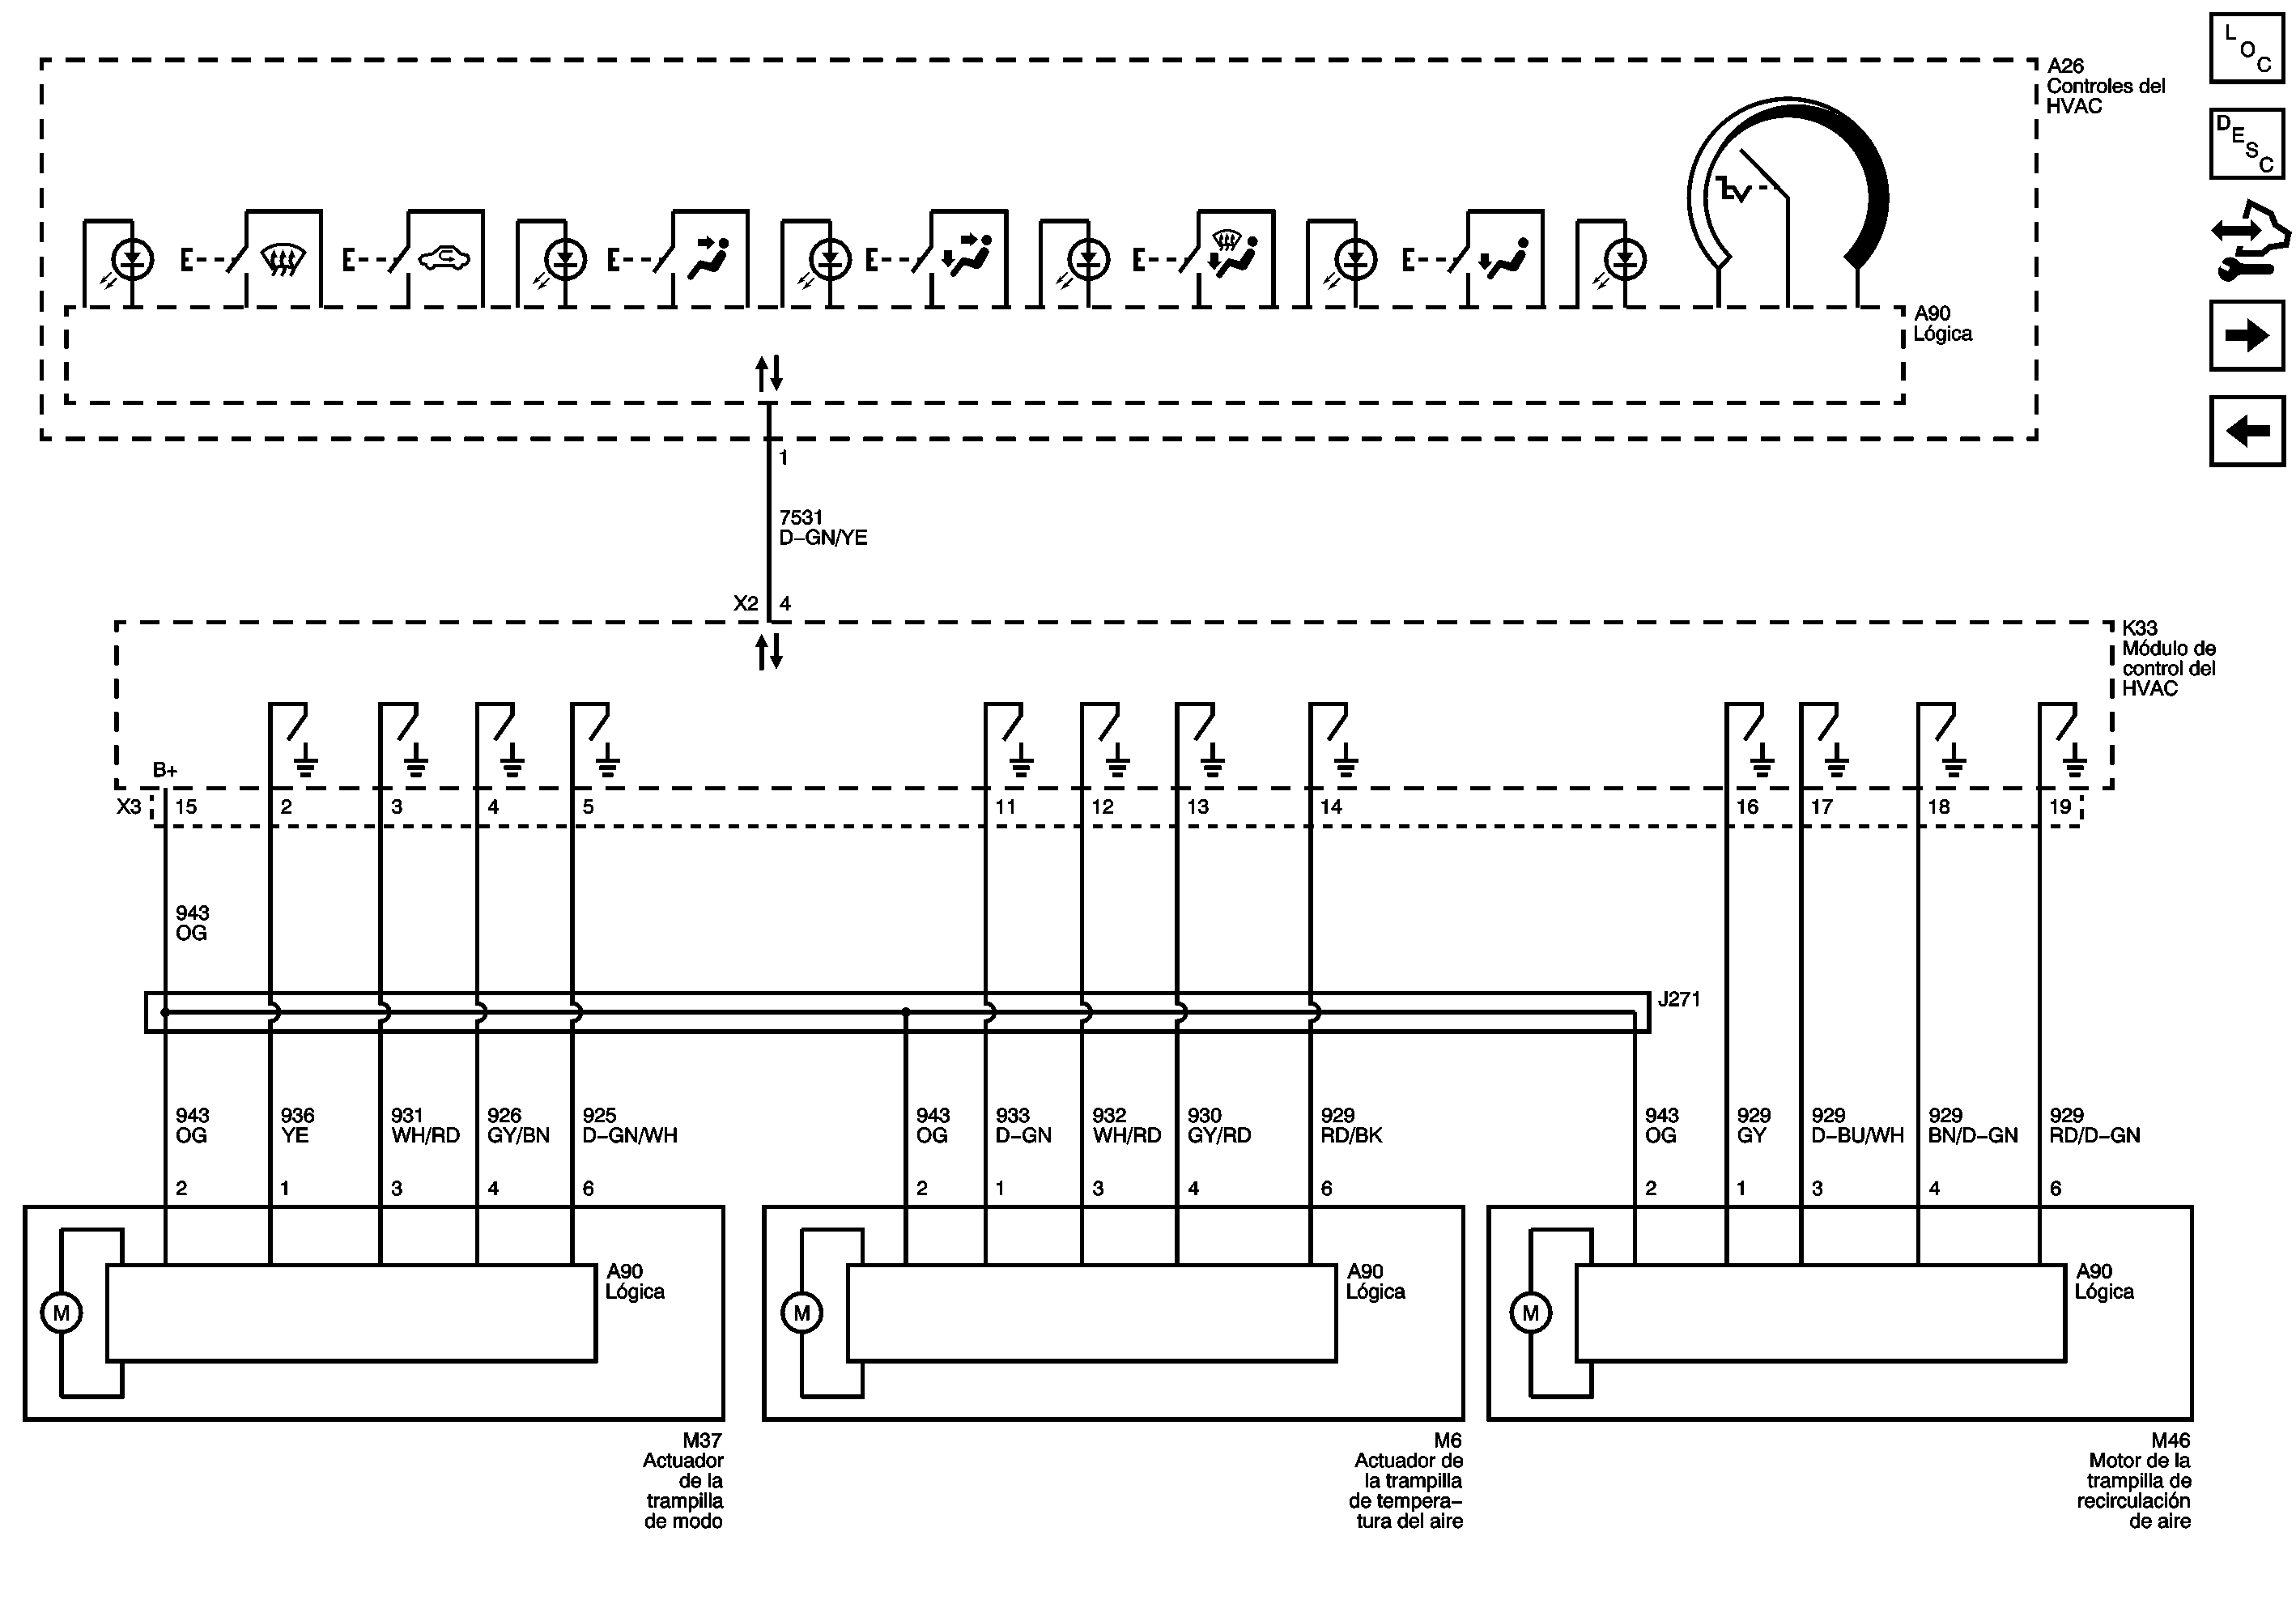 L
O
C
A26
Controles del
HVAC
D
E
S
C
A90
Lógica
1
7531
D–GN/YE
X2 4
K33
Módulo de
control del
HVAC
B+
X3 15 2 3 4 5 11 12 13 14 16 17 18 19
943
OG
J271
943 936 931 926 925 943 933 932 930 929 943 929 929 929 929
OG YE WH/RD GY/BN D–GN/WH OG D–GN WH/RD GY/RD RD/BK OG GY D–BU/WH BN/D–GN RD/D–GN
2 1 3 4 6 2 1 3 4 6 2 1 3 4 6
A90 A90 A90
Lógica Lógica Lógica
M M M
M37
Actuador
de la
trampilla
de modo
M6
Actuador de
la trampilla
de tempera–
tura del aire
M46
Motor de la
trampilla de
recirculación
de aire